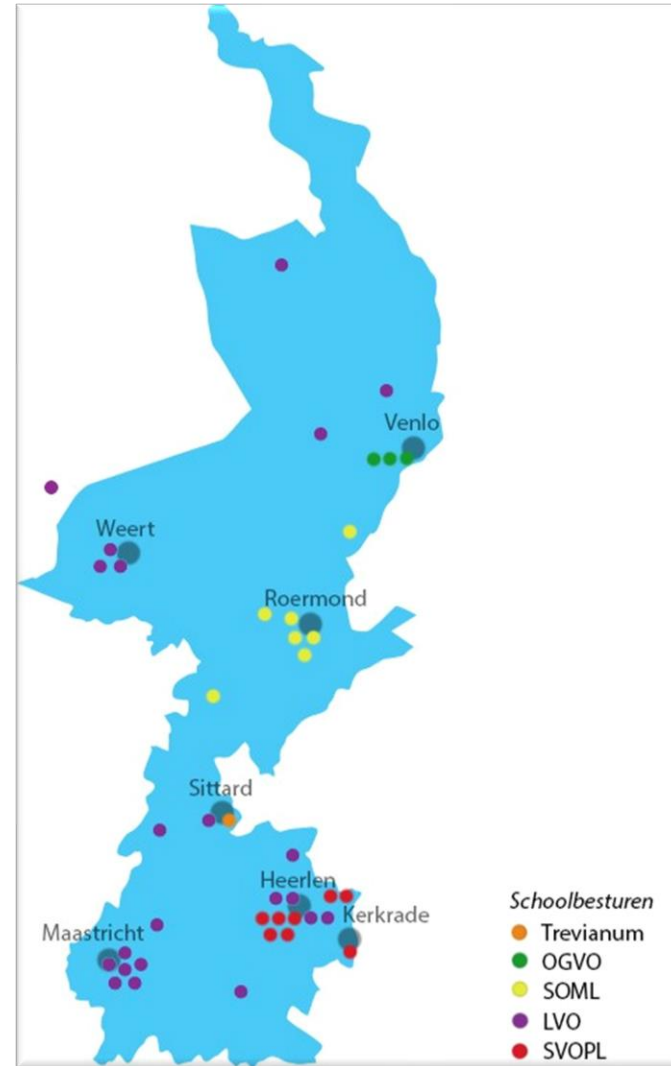 Venlo
Weert
Roermond
Sittard
Heerlen
Kerkrade
Maastricht
Schoolbesturen
Trevianum
OGVO
SOML
LVO
SVOPL